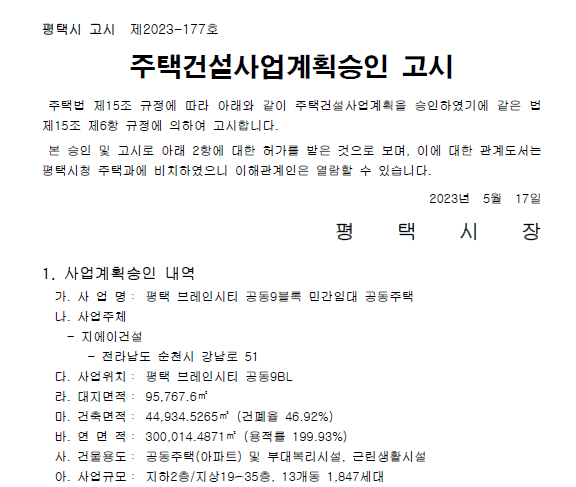 평택시 고시 제2023-177호
주택건설사업계획승인 고시
주택법 제15조 규정에 따라 아래와 같이 주택건설사업계획을 승인하였기에 같은 법
제15조 제6항 규정에 의하여 고시합니다.
본 승인 및 고시로 아래 2항에 대한 허가를 받은 것으로 보며, 이에 대한 관계도서는
평택시청 주택과에 비치하였으니 이해관계인은 열람할 수 있습니다.
2023년 5월 17일
평 택 시 장
1. 사업계획승인 내역
가. 사 업 명 : 평택 브레인시티 공동9블록 민간임대 공동주택
나. 사업주체
- 지에이건설
- 전라남도 순천시 강남로 51
다. 사업위치 : 평택 브레인시티 공동9BL
라. 대지면적 : 95,767.6㎡
마. 건축면적 : 44,934.5265㎡ (건폐율 46.92%)
바. 연 면 적 : 300,014.4871㎡ (용적률 199.93%)
사. 건물용도 : 공동주택(아파트) 및 부대복리시설, 근린생활시설
아. 사업규모 : 지하2층/지상19-35층, 13개동 1,847세대